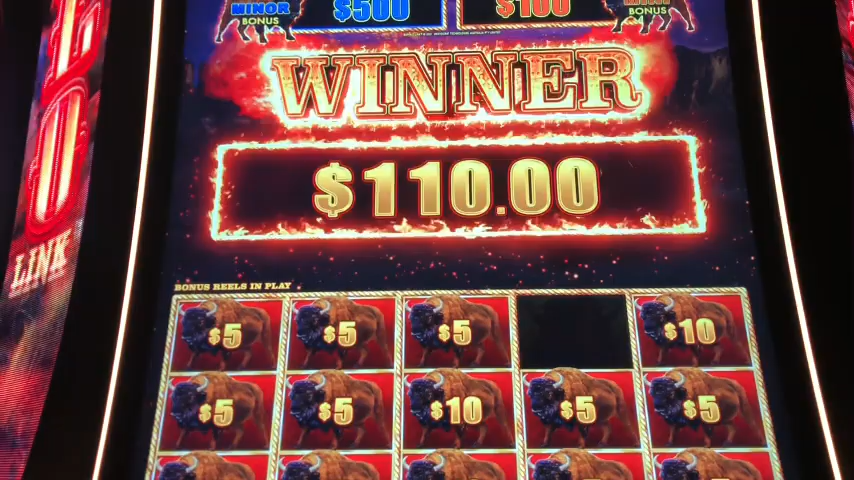 MINOR
BONUS
$500
$100
BONUS
WINNER
$110.00
LO
LINK
BONUS REELS IN PLAY
$5 $5 $5 $10
$5 $5 $10 $5 $5